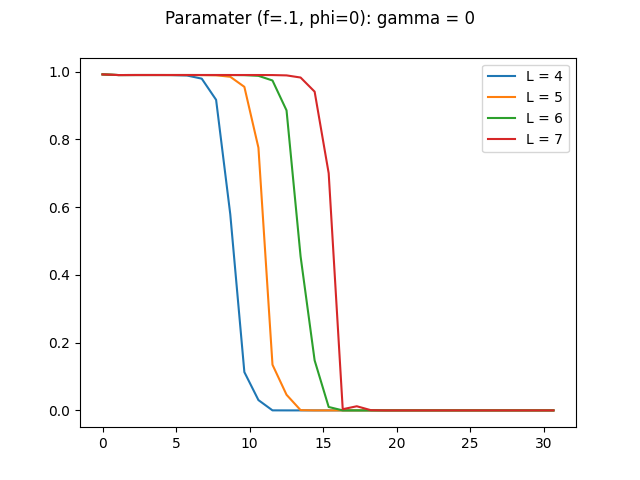 Paramater (f=.1, phi=0): gamma = 0
1.0
0.8
0.6
0.4
0.2
0.0
0 5 10 15 20 25 30
L = 4
L = 5
L = 6
L = 7